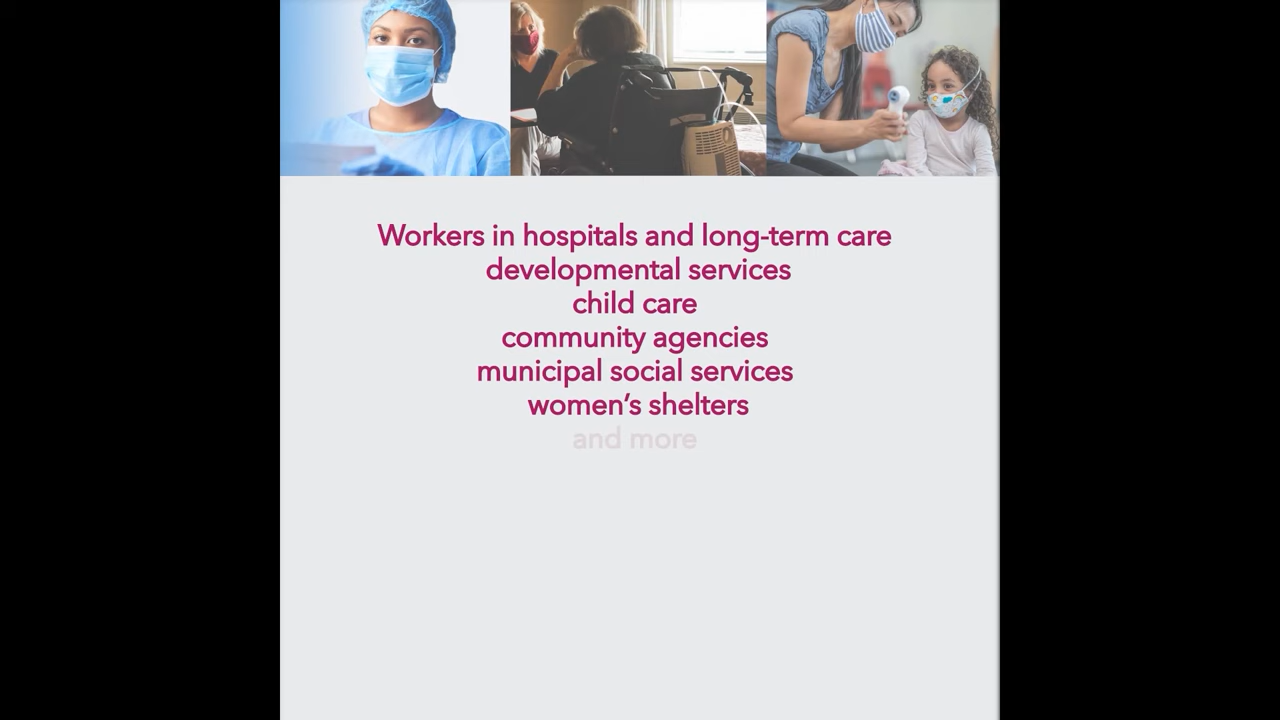 Workers in hospitals and long-term care
developmental services
child care
community agencies
municipal social services
women’s shelters
and more